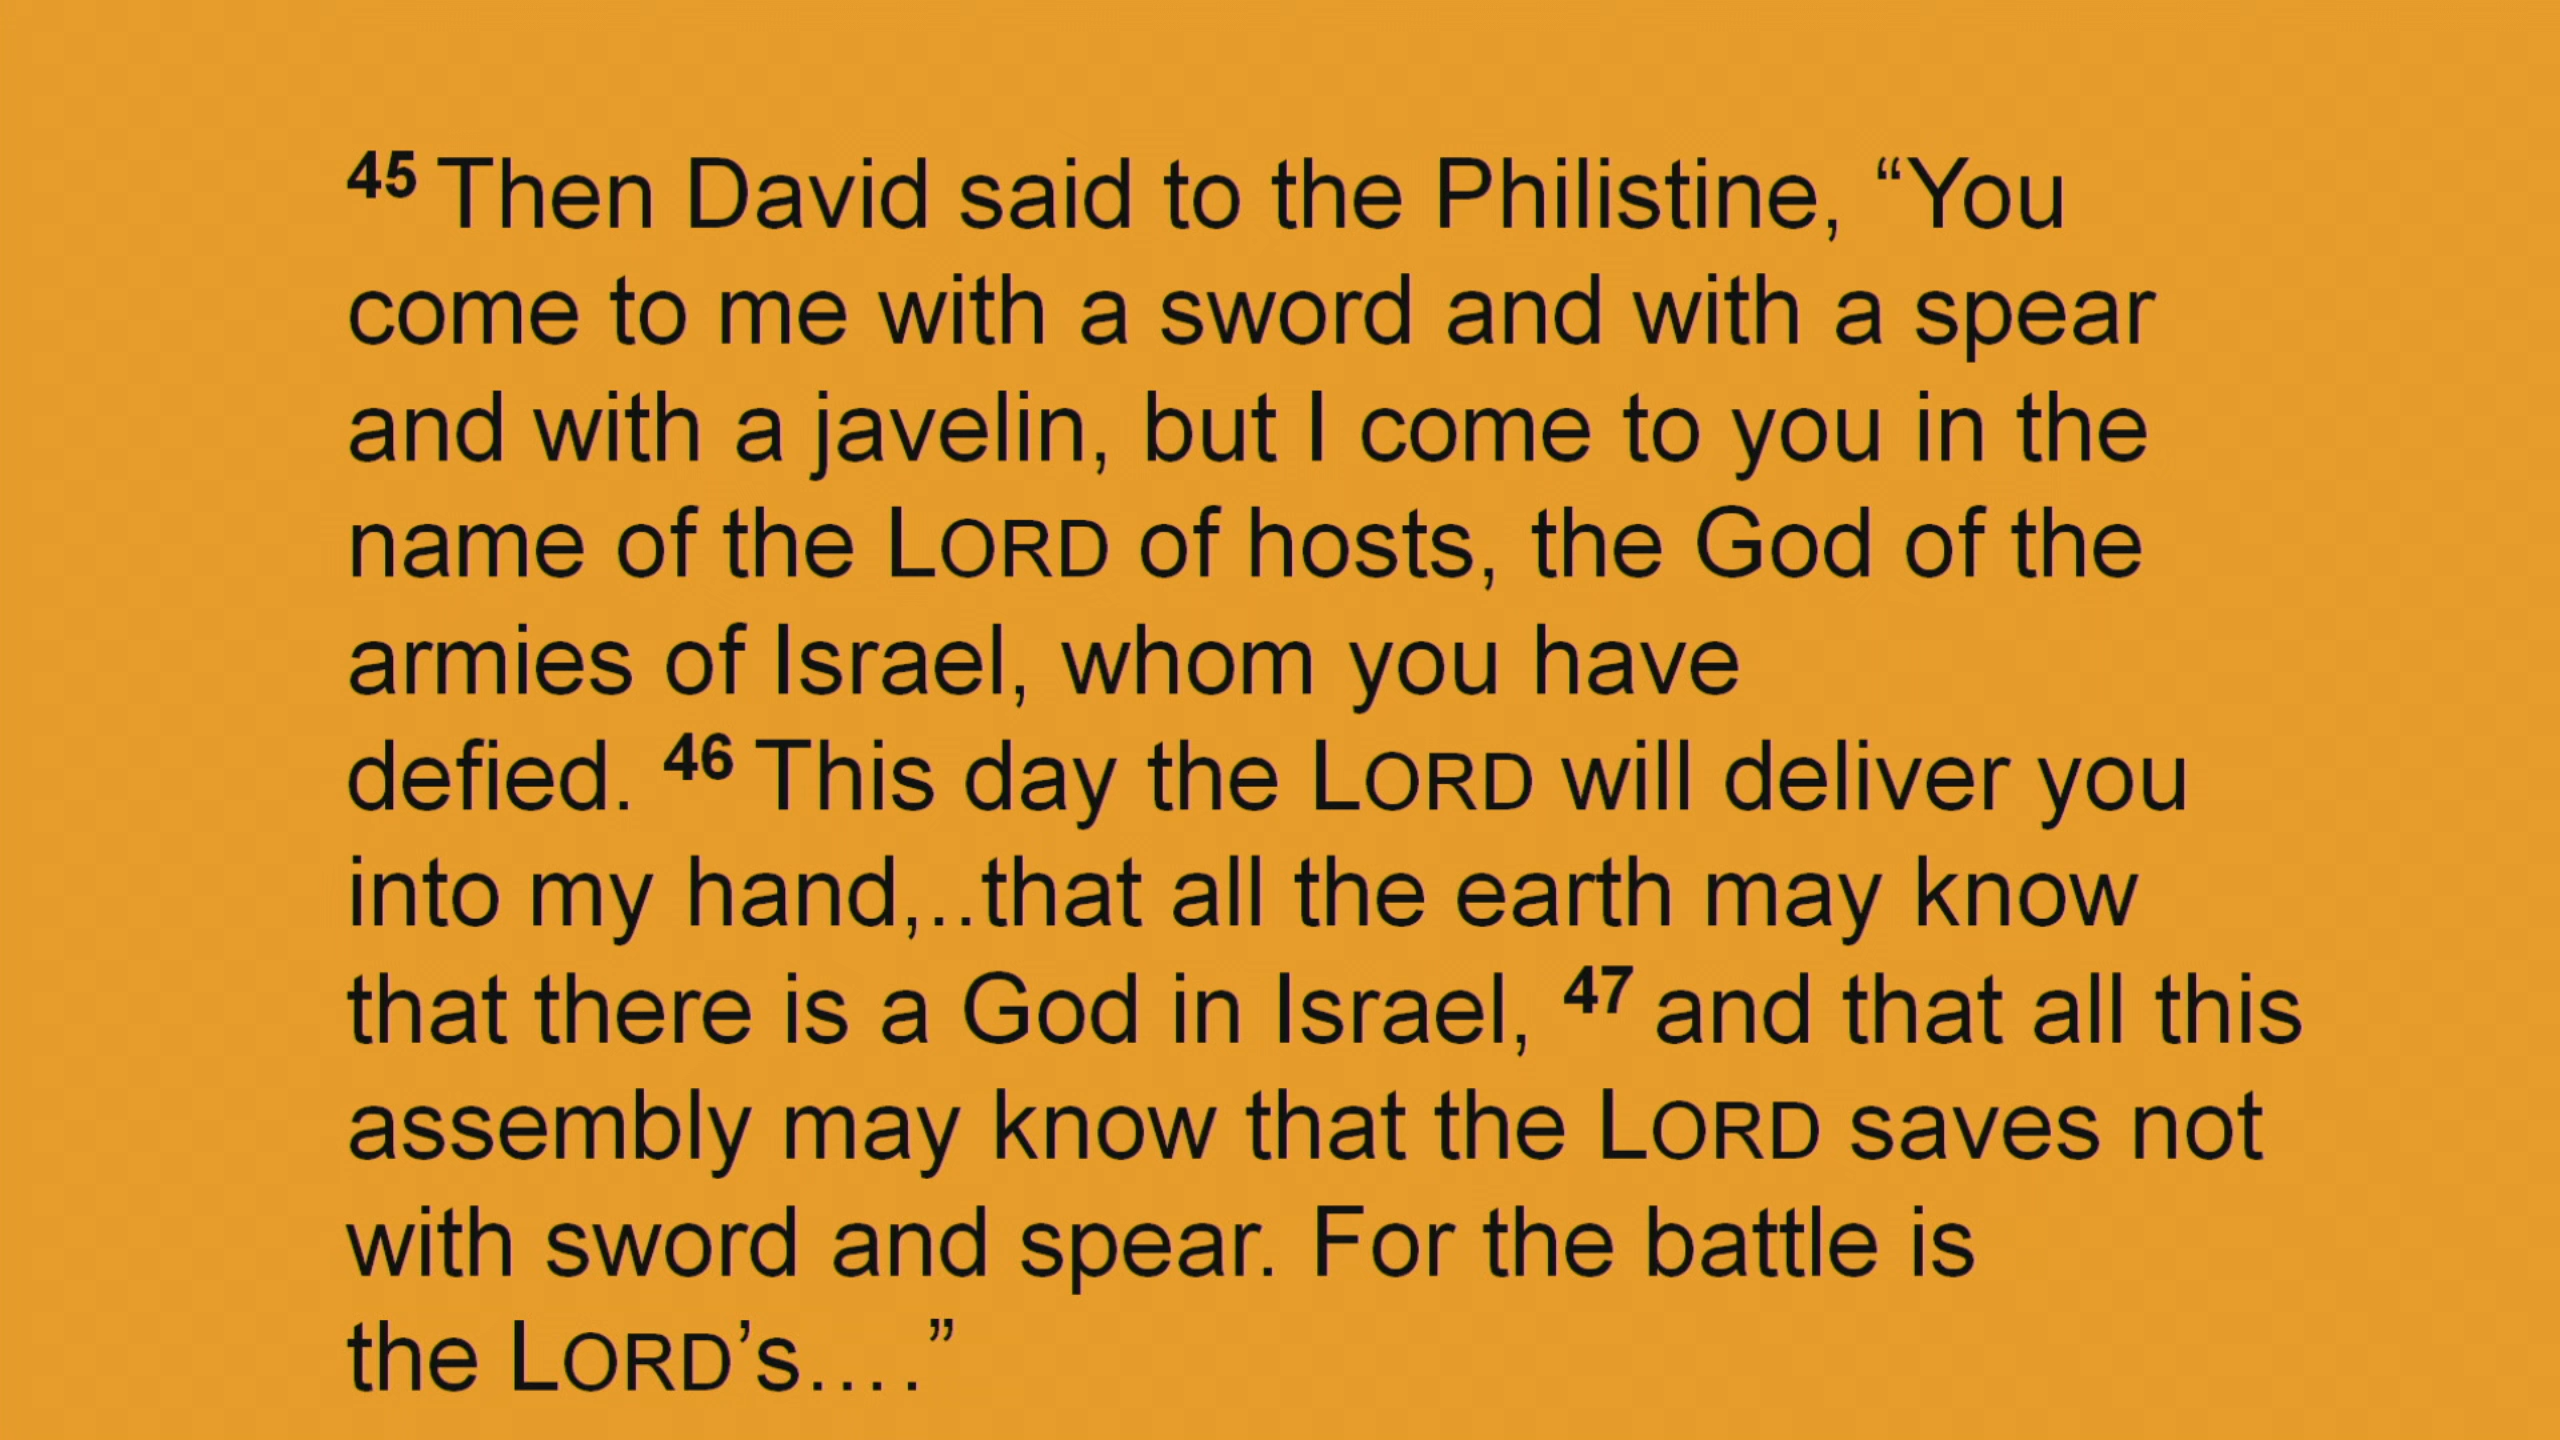 45 Then David said to the Philistine, “You
come to me with a sword and with a spear
and with a javelin, but I come to you in the
name of the LORD of hosts, the God of the
armies of Israel, whom you have
defied. 46 This day the LORD will deliver you
into my hand,..that all the earth may know
that there is a God in Israel, 47 and that all this
assembly may know that the LORD saves not
with sword and spear. For the battle is
the LORD’s….”